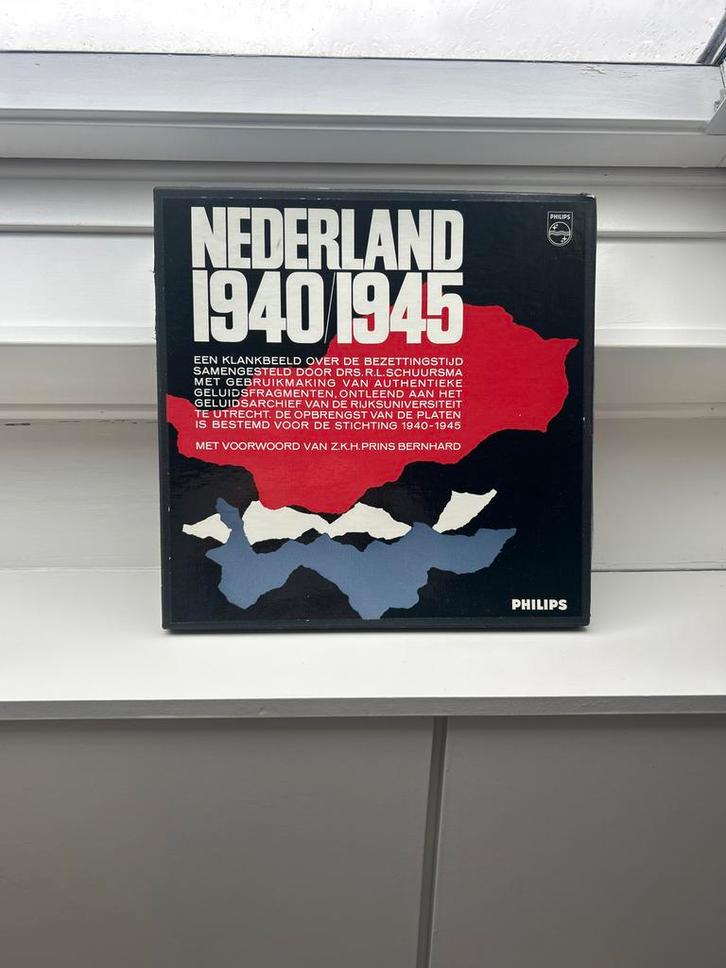 NEDERLAND
1940/1945
PHILIPS
EEN KLANKBEELD OVER DE BEZETTINGSTIJD
SAMENGESTELD DOOR DRS. R.L. SCHUURSMA
MET GEBRUIKMAKING VAN AUTHENTIEKE
GELUIDSFRAGMENTEN, ONTLEEND AAN HET
GELUIDSARCHIEF VAN DE RIJKSUNIVERSITEIT
TE UTRECHT. DE OPBRENGST VAN DE PLATEN
IS BESTEMD VOOR DE STICHTING 1940-1945
MET VOORWOORD VAN Z.K.H. PRINS BERNHARD
PHILIPS